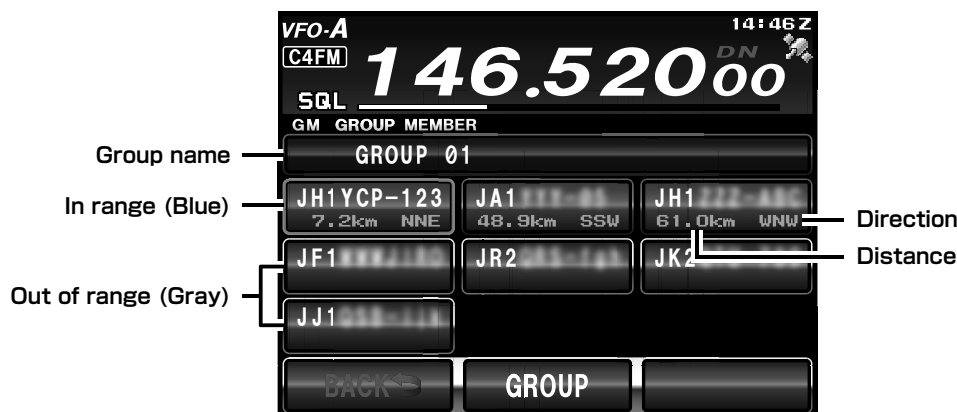 VFO-A 14:46Z
C4FM 146.52000 DN
SQL
GM GROUP MEMBER
Group name
GROUP 01
In range (Blue)
JH1YCP-123 JA1 JH1
7.2km NNE 48.9km SSW 61.0km WNW
Direction
Distance
JF1 JR2 JK2
Out of range (Gray)
JJ1
BACK GROUP